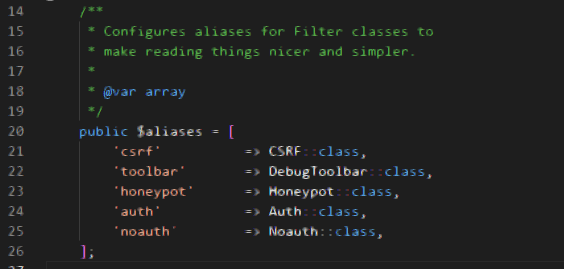 14 /**
15 * Configures aliases for Filter classes to
16 * make reading things nicer and simpler.
17 *
18 * @var array
19 */
20 public $aliases = [
21 'csrf' => CSRF::class,
22 'toolbar' => DebugToolbar::class,
23 'honeypot' => Honeypot::class,
24 'auth' => Auth::class,
25 'noauth' => Noauth::class,
26 ];
27